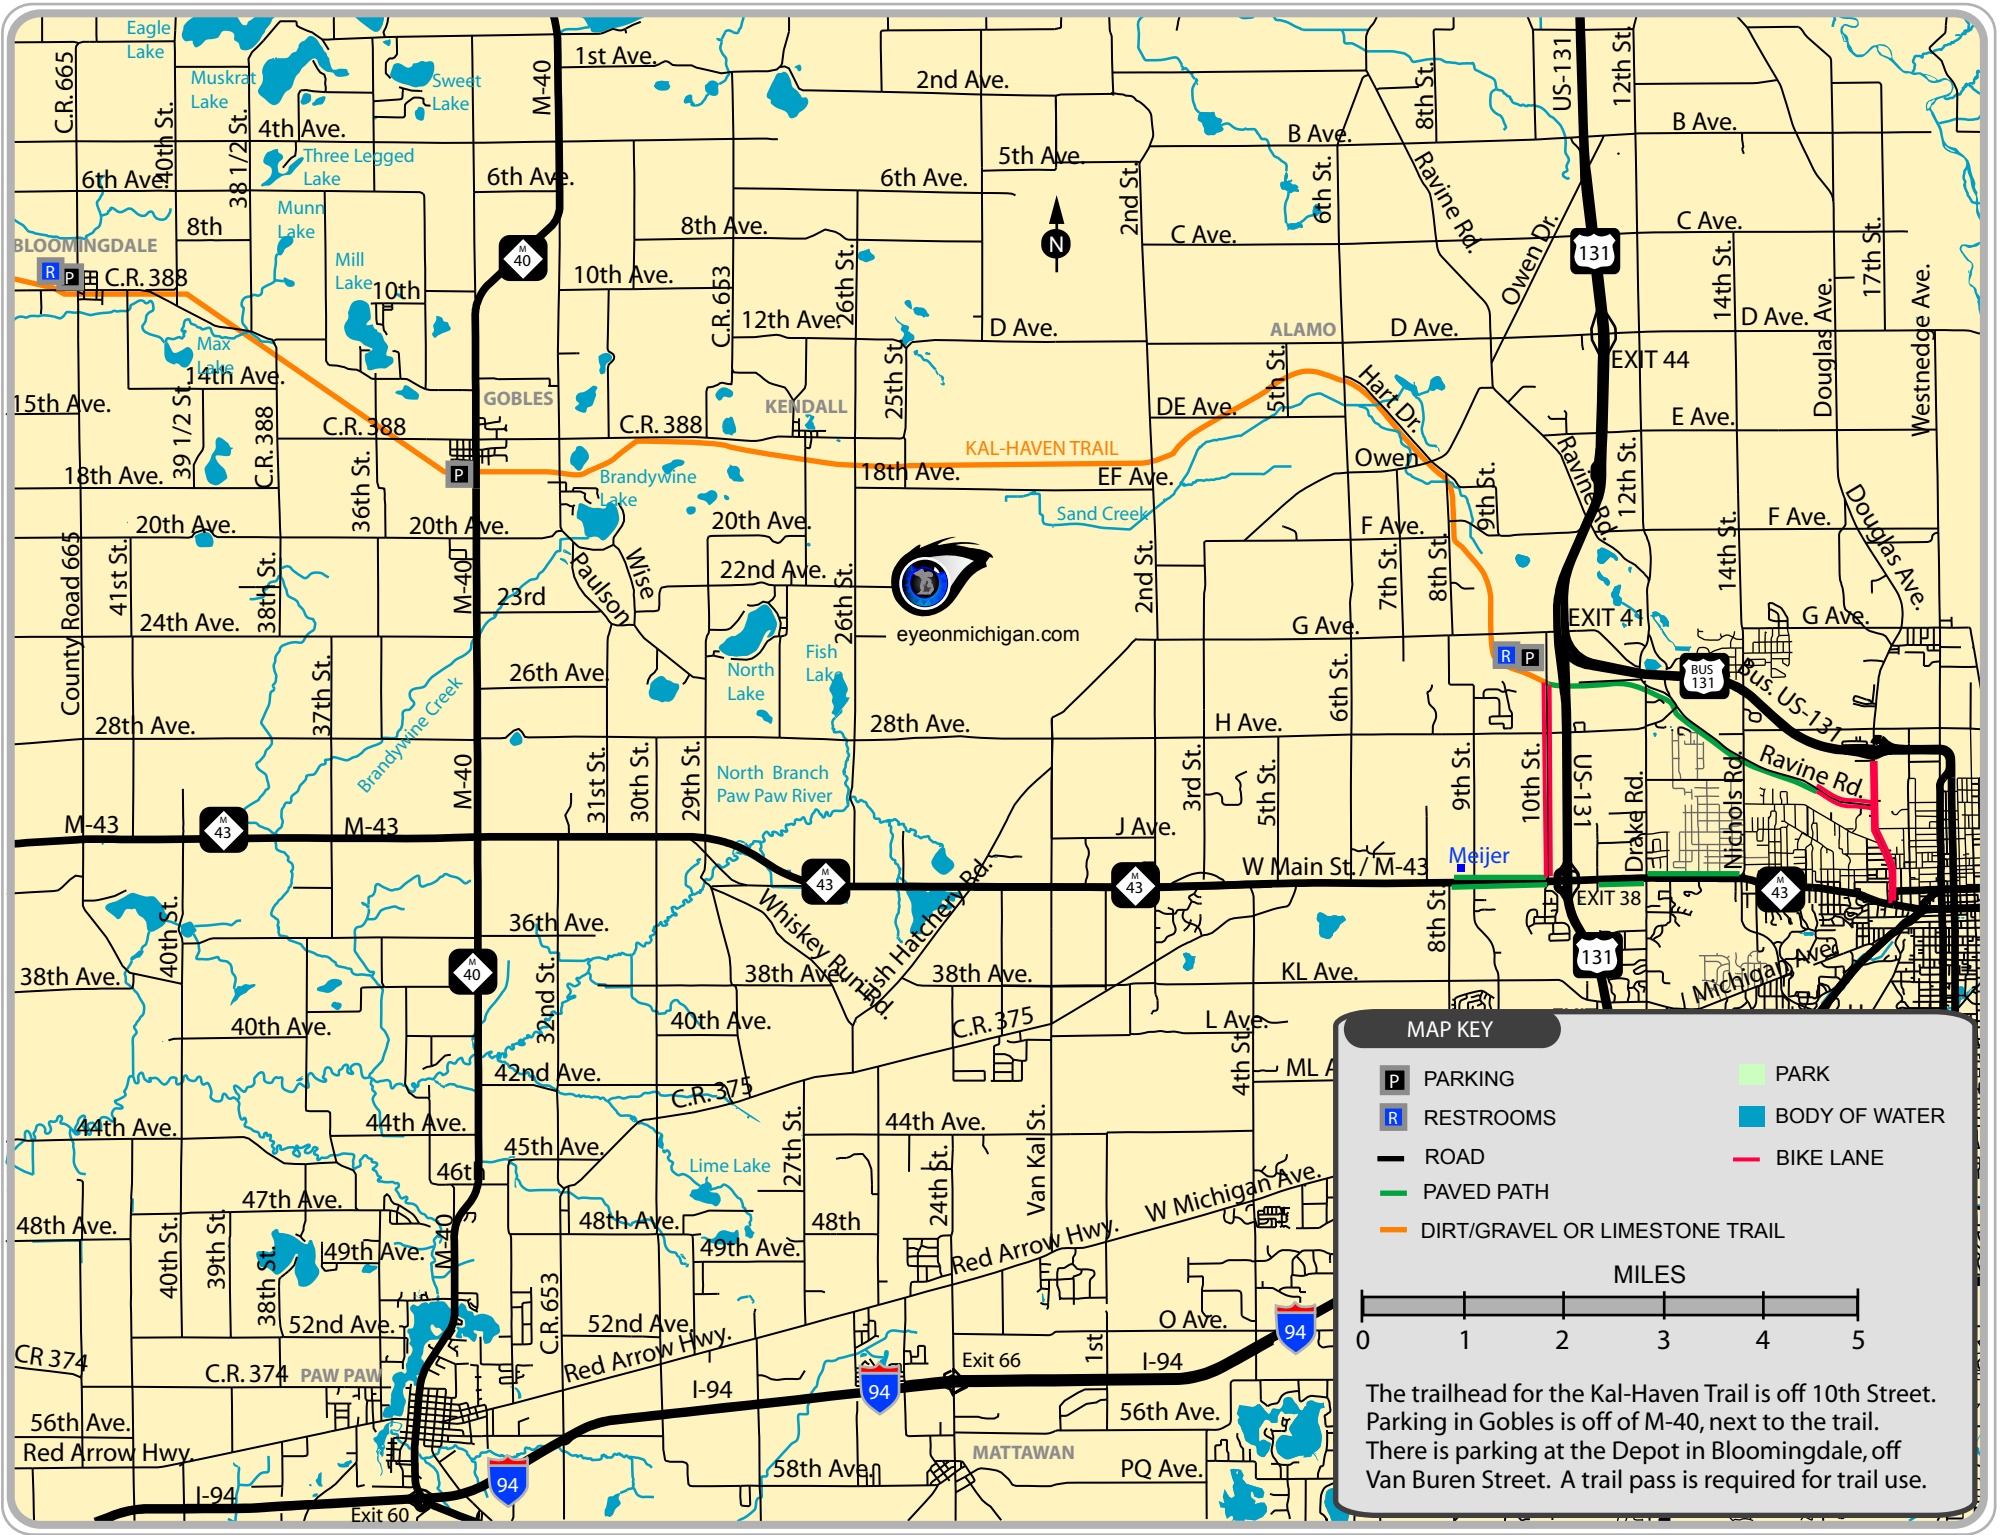 Eagle
Lake
C.R. 665
Muskrat
Lake
40th St.
38 1/2 St.
Sweet
Lake
M-40
1st Ave.
2nd Ave.
8th St.
US-131
12th St.
4th Ave.
Three Legged
Lake
B Ave.
B Ave.
5th Ave.
6th Ave.
6th Ave.
6th Ave.
2nd St.
6th St.
Ravine Rd.
Munn
Lake
8th
8th Ave.
C Ave.
C Ave.
Owen Dr.
14th St.
17th St.
BLOOMINGDALE
R
P
C.R. 388
Mill
Lake
10th
M
40
10th Ave.
C.R. 653
26th St.
N
131
Douglas Ave.
Westnedge Ave.
12th Ave.
D Ave.
ALAMO
D Ave.
D Ave.
Max
Lake
14th Ave.
EXIT 44
15th Ave.
39 1/2 St.
C.R. 388
C.R. 388
GOBLES
C.R. 388
KENDALL
25th St.
DE Ave.
5th St.
Hart Dr.
E Ave.
KAL-HAVEN TRAIL
18th Ave.
36th St.
P
Brandywine
Lake
18th Ave.
EF Ave.
Owen
9th St.
Ravine Rd.
12th St.
Sand Creek
20th Ave.
20th Ave.
20th Ave.
F Ave.
F Ave.
14th St.
Douglas Ave.
County Road 665
41st St.
38th St.
M-40
Paulson
Wise
22nd Ave.
26th St.
2nd St.
7th St.
8th St.
23rd
24th Ave.
eyeonmichigan.com
G Ave.
EXIT 41
G Ave.
37th St.
26th Ave.
North
Lake
Fish
Lake
6th St.
R
P
BUS
131
Bus. US-131
Brandywine Creek
28th Ave.
28th Ave.
H Ave.
M-40
31st St.
30th St.
29th St.
North Branch
Paw Paw River
3rd St.
5th St.
9th St.
10th St.
US-131
Drake Rd.
Nichols Rd.
Ravine Rd.
M-43
M
43
M-43
J Ave.
Meijer
W Main St. / M-43
M
43
M
43
M
43
EXIT 38
Whiskey Run Rd.
Fish Hatchery Rd.
8th St.
40th St.
36th Ave.
38th Ave.
M
40
32nd St.
38th Ave.
38th Ave.
KL Ave.
131
Michigan Ave.
40th Ave.
40th Ave.
C.R. 375
L Ave.
4th St.
42nd Ave.
C.R. 375
ML A
44th Ave.
44th Ave.
44th Ave.
45th Ave.
46th
Lime Lake
27th St.
24th St.
Van Kal St.
47th Ave.
48th Ave.
40th St.
39th St.
38th St.
49th Ave.
M-40
48th Ave.
49th Ave.
48th
Red Arrow Hwy.
W Michigan Ave.
C.R. 653
52nd Ave.
52nd Ave.
Red Arrow Hwy.
O Ave.
94
CR 374
C.R. 374
PAW PAW
I-94
94
Exit 66
1st
I-94
56th Ave.
56th Ave.
Red Arrow Hwy.
MATTAWAN
94
58th Ave.
PQ Ave.
I-94
Exit 60
MAP KEY
P PARKING
R RESTROOMS
ROAD
PAVED PATH
DIRT/GRAVEL OR LIMESTONE TRAIL
PARK
BODY OF WATER
BIKE LANE
MILES
0 1 2 3 4 5
The trailhead for the Kal-Haven Trail is off 10th Street.
Parking in Gobles is off of M-40, next to the trail.
There is parking at the Depot in Bloomingdale, off
Van Buren Street. A trail pass is required for trail use.